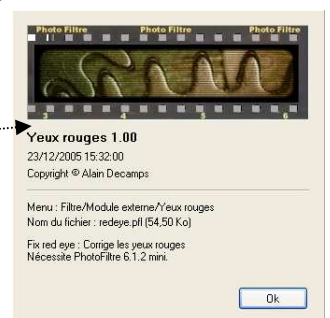 Photo Filtre Photo Filtre Photo Filtre
3 4 5 6
Yeux rouges 1.00
23/12/2005 15:32:00
Copyright © Alain Decamps
Menu : Filtre/Module externe/Yeux rouges
Nom du fichier : redeye.pfl (54,50 Ko)
Fix red eye : Corrige les yeux rouges
Nécessite PhotoFiltre 6.1.2 mini.
Ok